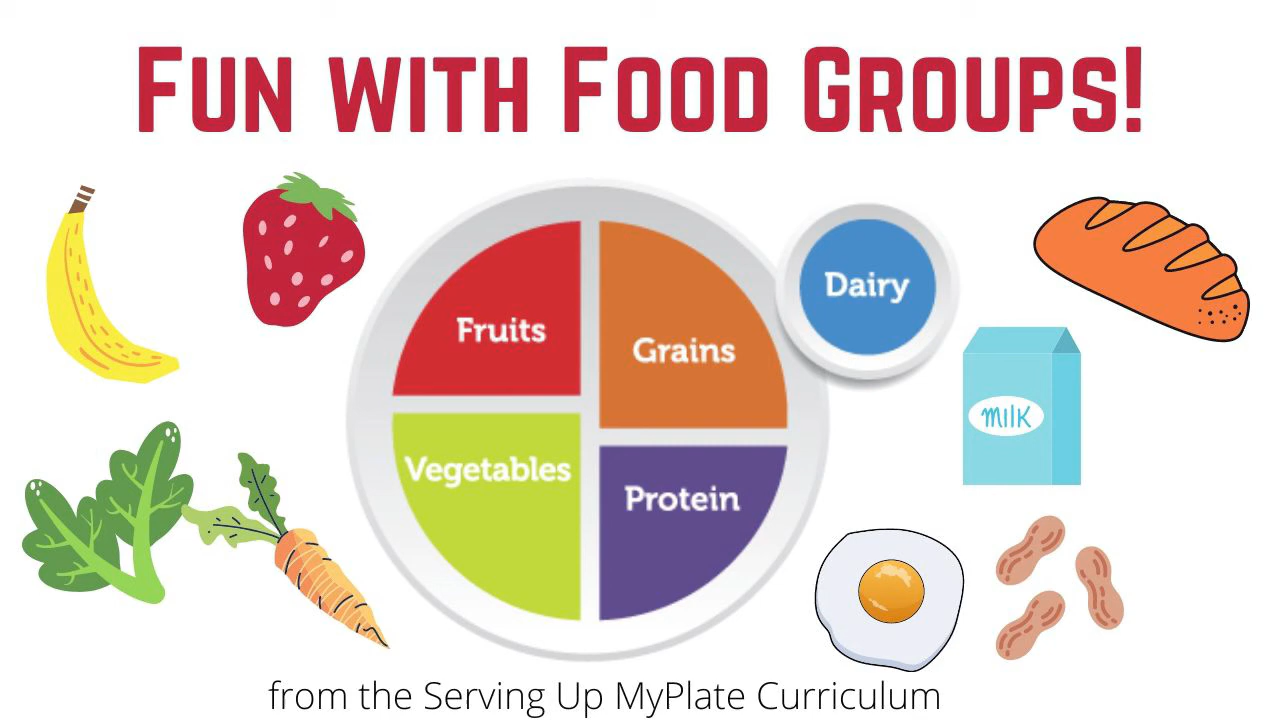 Fun with Food Groups!
Fruits
Grains
Dairy
Vegetables
Protein
milk
from the Serving Up MyPlate Curriculum